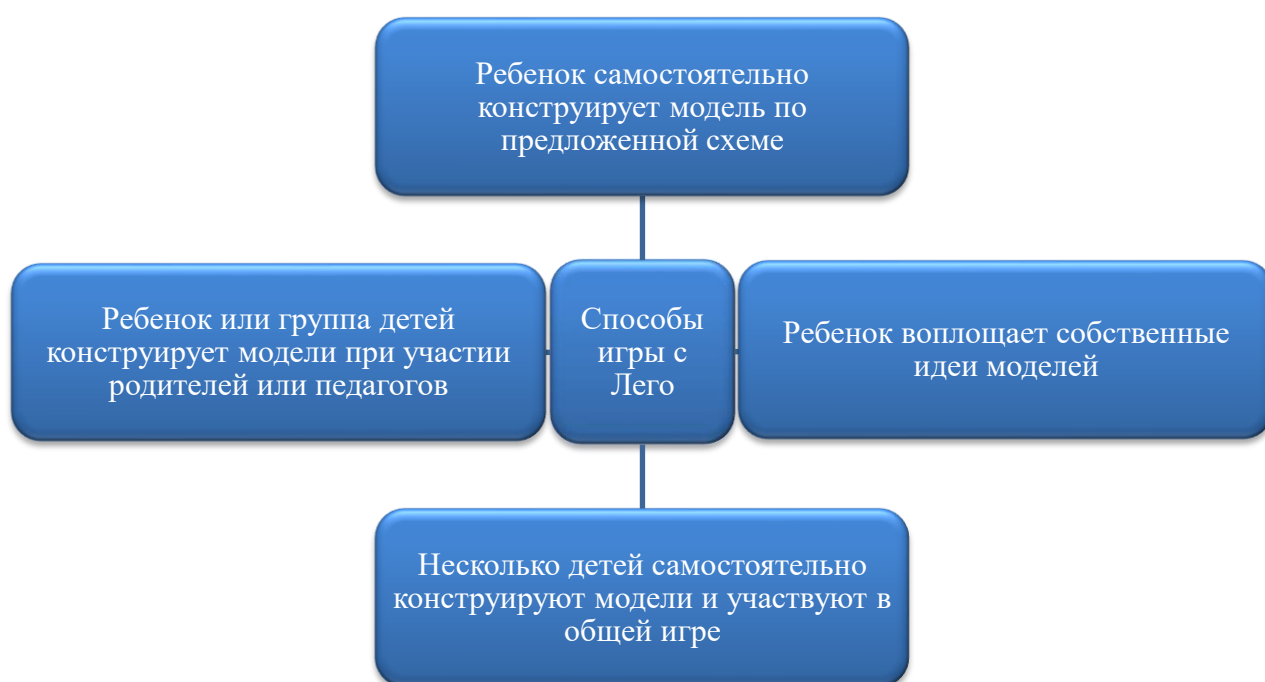 Ребенок самостоятельно
конструирует модель по
предложенной схеме
Ребенок или группа детей
конструирует модели при участии
родителей или педагогов
Способы
игры с
Лего
Ребенок воплощает собственные
идеи моделей
Несколько детей самостоятельно
конструируют модели и участвуют в
общей игре